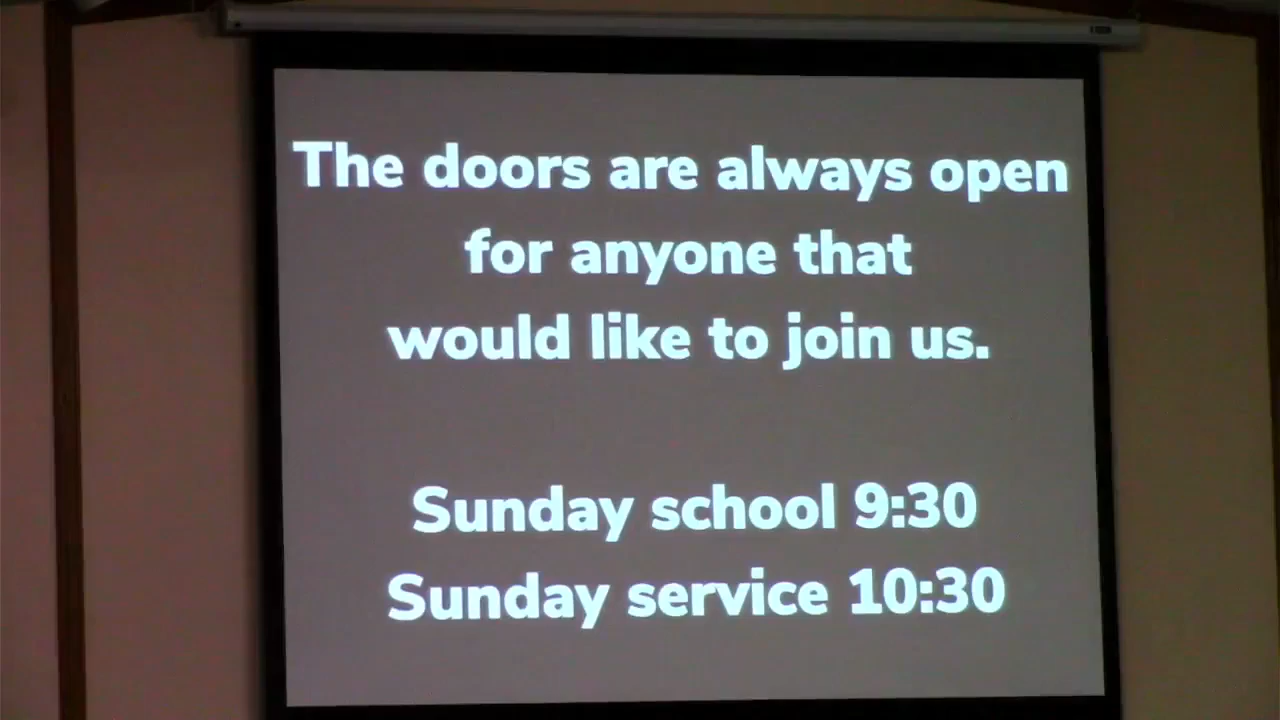 The doors are always open
for anyone that
would like to join us.
Sunday school 9:30
Sunday service 10:30